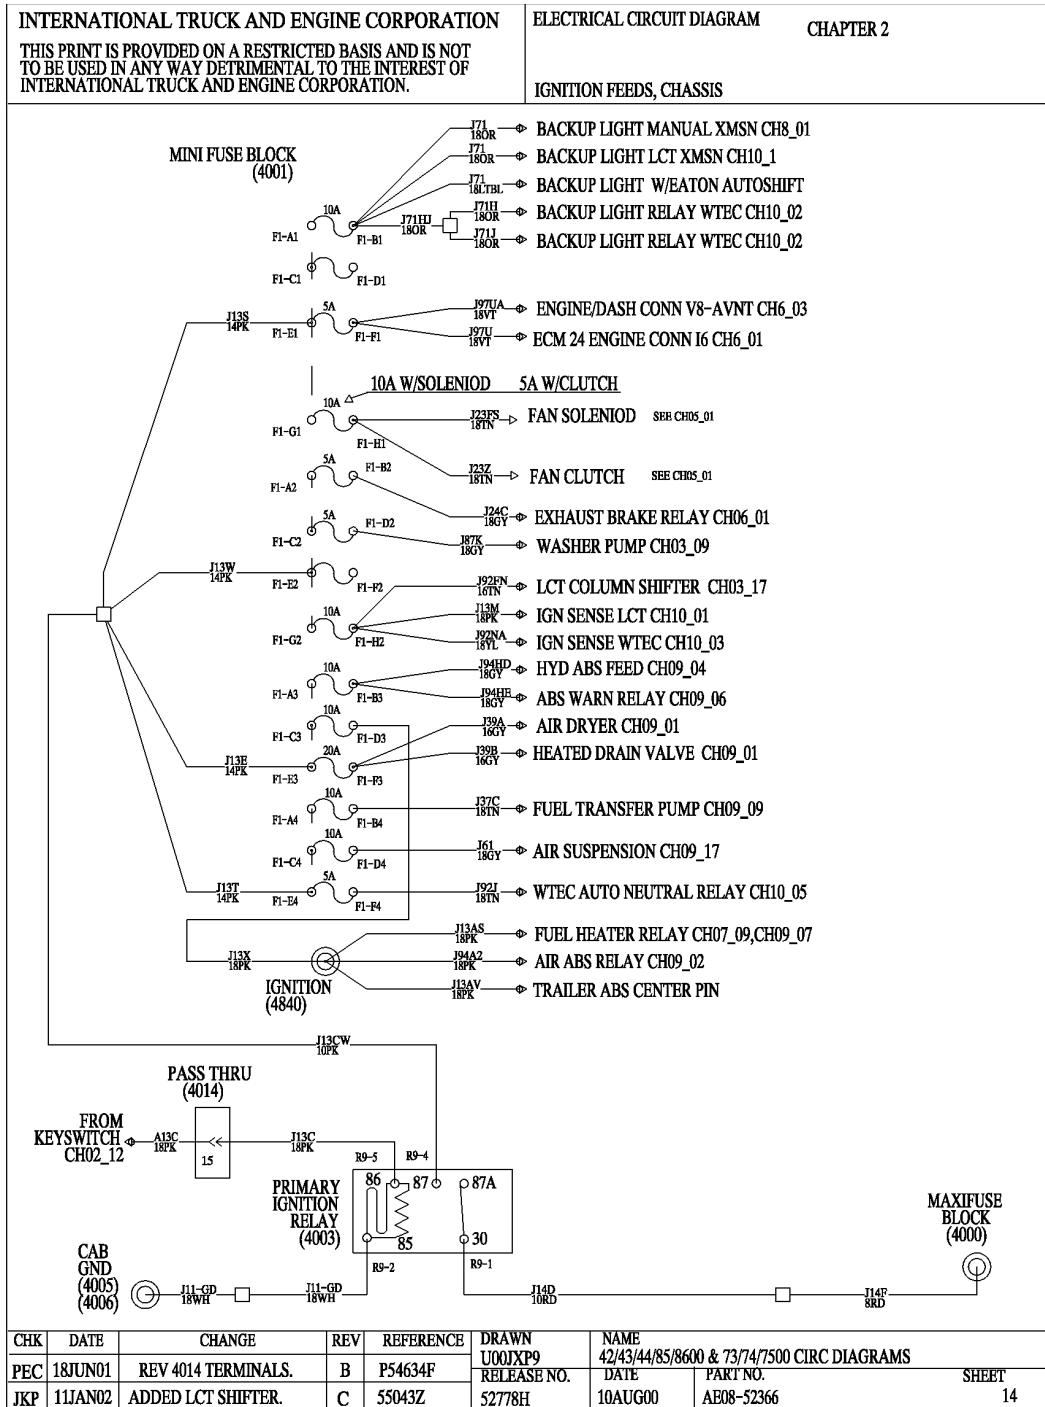 INTERNATIONAL TRUCK AND ENGINE CORPORATION
THIS PRINT IS PROVIDED ON A RESTRICTED BASIS AND IS NOT
TO BE USED IN ANY WAY DETRIMENTAL TO THE INTEREST OF
INTERNATIONAL TRUCK AND ENGINE CORPORATION.
ELECTRICAL CIRCUIT DIAGRAM
CHAPTER 2
IGNITION FEEDS, CHASSIS
MINI FUSE BLOCK
(4001)
J71
18OR
BACKUP LIGHT MANUAL XMSN CH8_01
J71
18OR
BACKUP LIGHT LCT XMSN CH10_1
J71
18LTBL
BACKUP LIGHT W/EATON AUTOSHIFT
J71H
18OR
BACKUP LIGHT RELAY WTEC CH10_02
10A
F1-A1
F1-B1
J71HJ
18OR
J71J
18OR
BACKUP LIGHT RELAY WTEC CH10_02
F1-C1
F1-D1
J13S
14PK
5A
F1-E1
F1-F1
J97UA
18VT
ENGINE/DASH CONN V8-AVNT CH6_03
J97U
18VT
ECM 24 ENGINE CONN I6 CH6_01
10A W/SOLENIOD 5A W/CLUTCH
10A
F1-G1
F1-H1
J23FS
18TN
FAN SOLENIOD SEE CH05_01
J23Z
18TN
FAN CLUTCH SEE CH05_01
5A
F1-A2
F1-B2
J24C
18GY
EXHAUST BRAKE RELAY CH06_01
5A
F1-C2
F1-D2
J87K
18GY
WASHER PUMP CH03_09
J13W
14PK
F1-E2
F1-F2
J92FN
16TN
LCT COLUMN SHIFTER CH03_17
10A
F1-G2
F1-H2
J13M
18PK
IGN SENSE LCT CH10_01
J92NA
18YL
IGN SENSE WTEC CH10_03
10A
F1-A3
F1-B3
J94HD
18GY
HYD ABS FEED CH09_04
J94HE
18GY
ABS WARN RELAY CH09_06
10A
F1-C3
F1-D3
J39A
16GY
AIR DRYER CH09_01
J13E
14PK
20A
F1-E3
F1-F3
J39B
16GY
HEATED DRAIN VALVE CH09_01
10A
F1-A4
F1-B4
J37C
18TN
FUEL TRANSFER PUMP CH09_09
10A
F1-C4
F1-D4
J61
18GY
AIR SUSPENSION CH09_17
J13T
14PK
5A
F1-E4
F1-F4
J92J
18TN
WTEC AUTO NEUTRAL RELAY CH10_05
J13AS
18PK
FUEL HEATER RELAY CH07_09,CH09_07
J13X
18PK
J94A2
18PK
AIR ABS RELAY CH09_02
IGNITION
(4840)
J13AV
18PK
TRAILER ABS CENTER PIN
J13CW
10PK
PASS THRU
(4014)
FROM
KEYSWITCH
CH02_12
A13C
18PK
15
J13C
18PK
R9-5
R9-4
PRIMARY
IGNITION
RELAY
(4003)
86
87
87A
85
30
R9-2
R9-1
MAXIFUSE
BLOCK
(4000)
CAB
GND
(4005)
(4006)
J11-GD
18WH
J11-GD
18WH
J14D
10RD
J14F
8RD
CHK DATE CHANGE REV REFERENCE
PEC 18JUN01 REV 4014 TERMINALS. B P54634F
JKP 11JAN02 ADDED LCT SHIFTER. C 55043Z
DRAWN
U00JXP9
NAME
42/43/44/85/8600 & 73/74/7500 CIRC DIAGRAMS
RELEASE NO.
52778H
DATE
10AUG00
PART NO.
AE08-52366
SHEET
14